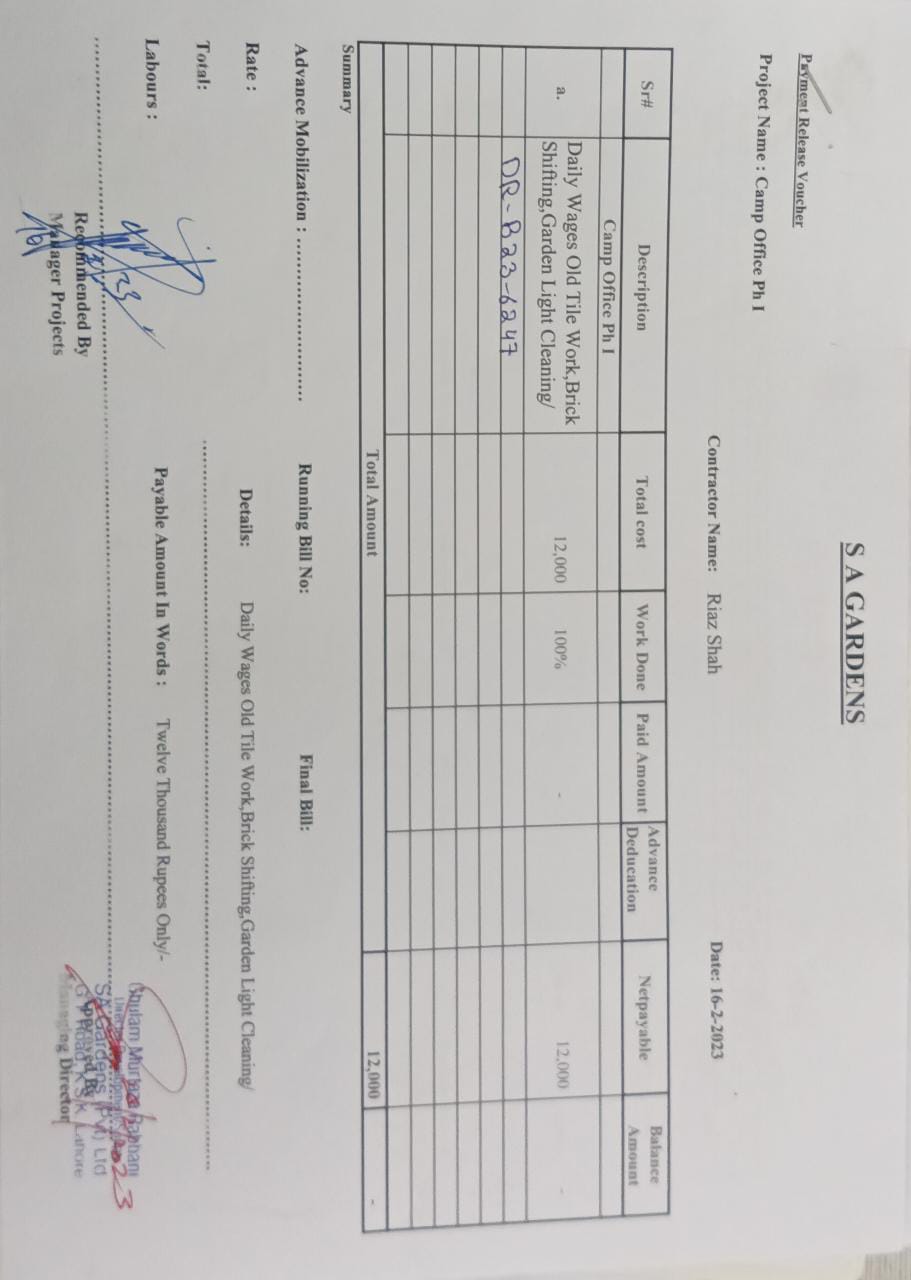 S A GARDENS
Payment Release Voucher
Project Name : Camp Office Ph I
Contractor Name: Riaz Shah Date: 16-2-2023
Sr# Description Total cost Work Done Paid Amount Advance Deducation Netpayable Balance Amount
Camp Office Ph I
a. Daily Wages Old Tile Work,Brick Shifting,Garden Light Cleaning/ 12,000 100% - 12,000 -
DR-B23-6247
Total Amount 12,000 -
Summary
Advance Mobilization : .............................. Running Bill No: Final Bill:
Rate : Details: Daily Wages Old Tile Work,Brick Shifting,Garden Light Cleaning/
Total:
Labours : Payable Amount In Words : Twelve Thousand Rupees Only/-
Recommended By
Manager Projects
Ghulam Murtaza Rabbani
SA Gardens (Pvt) Ltd
G T Road KSK Lahore
Approved By
Managing Director